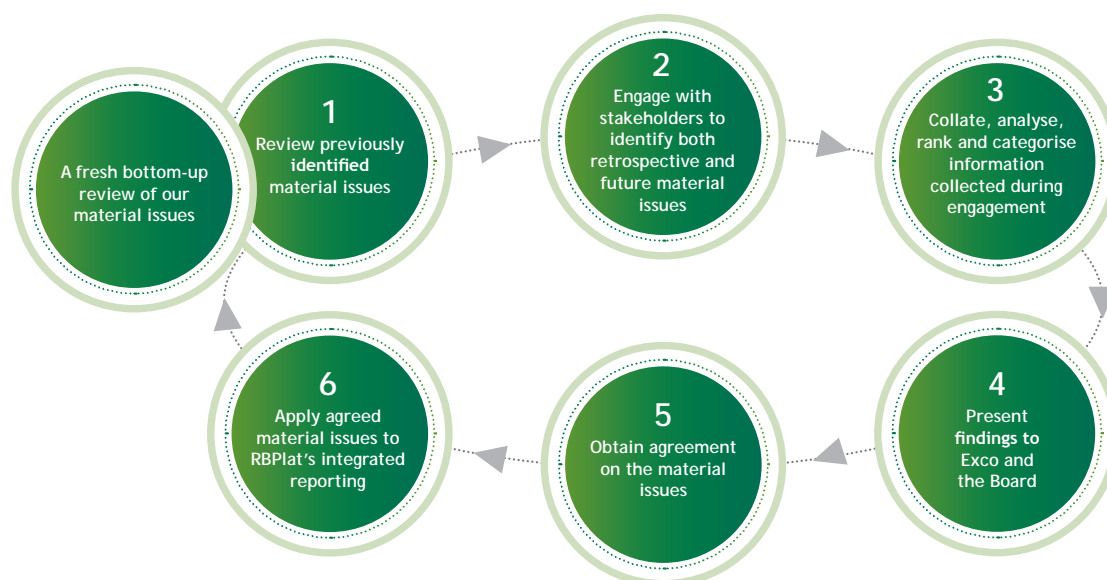 A fresh bottom-up
review of our
material issues
1
Review previously
identified
material issues
2
Engage with
stakeholders to
identify both
retrospective and
future material
issues
3
Collate, analyse,
rank and categorise
information
collected during
engagement
4
Present
findings to
Exco and
the Board
5
Obtain agreement
on the material
issues
6
Apply agreed
material issues to
RBPlat's integrated
reporting